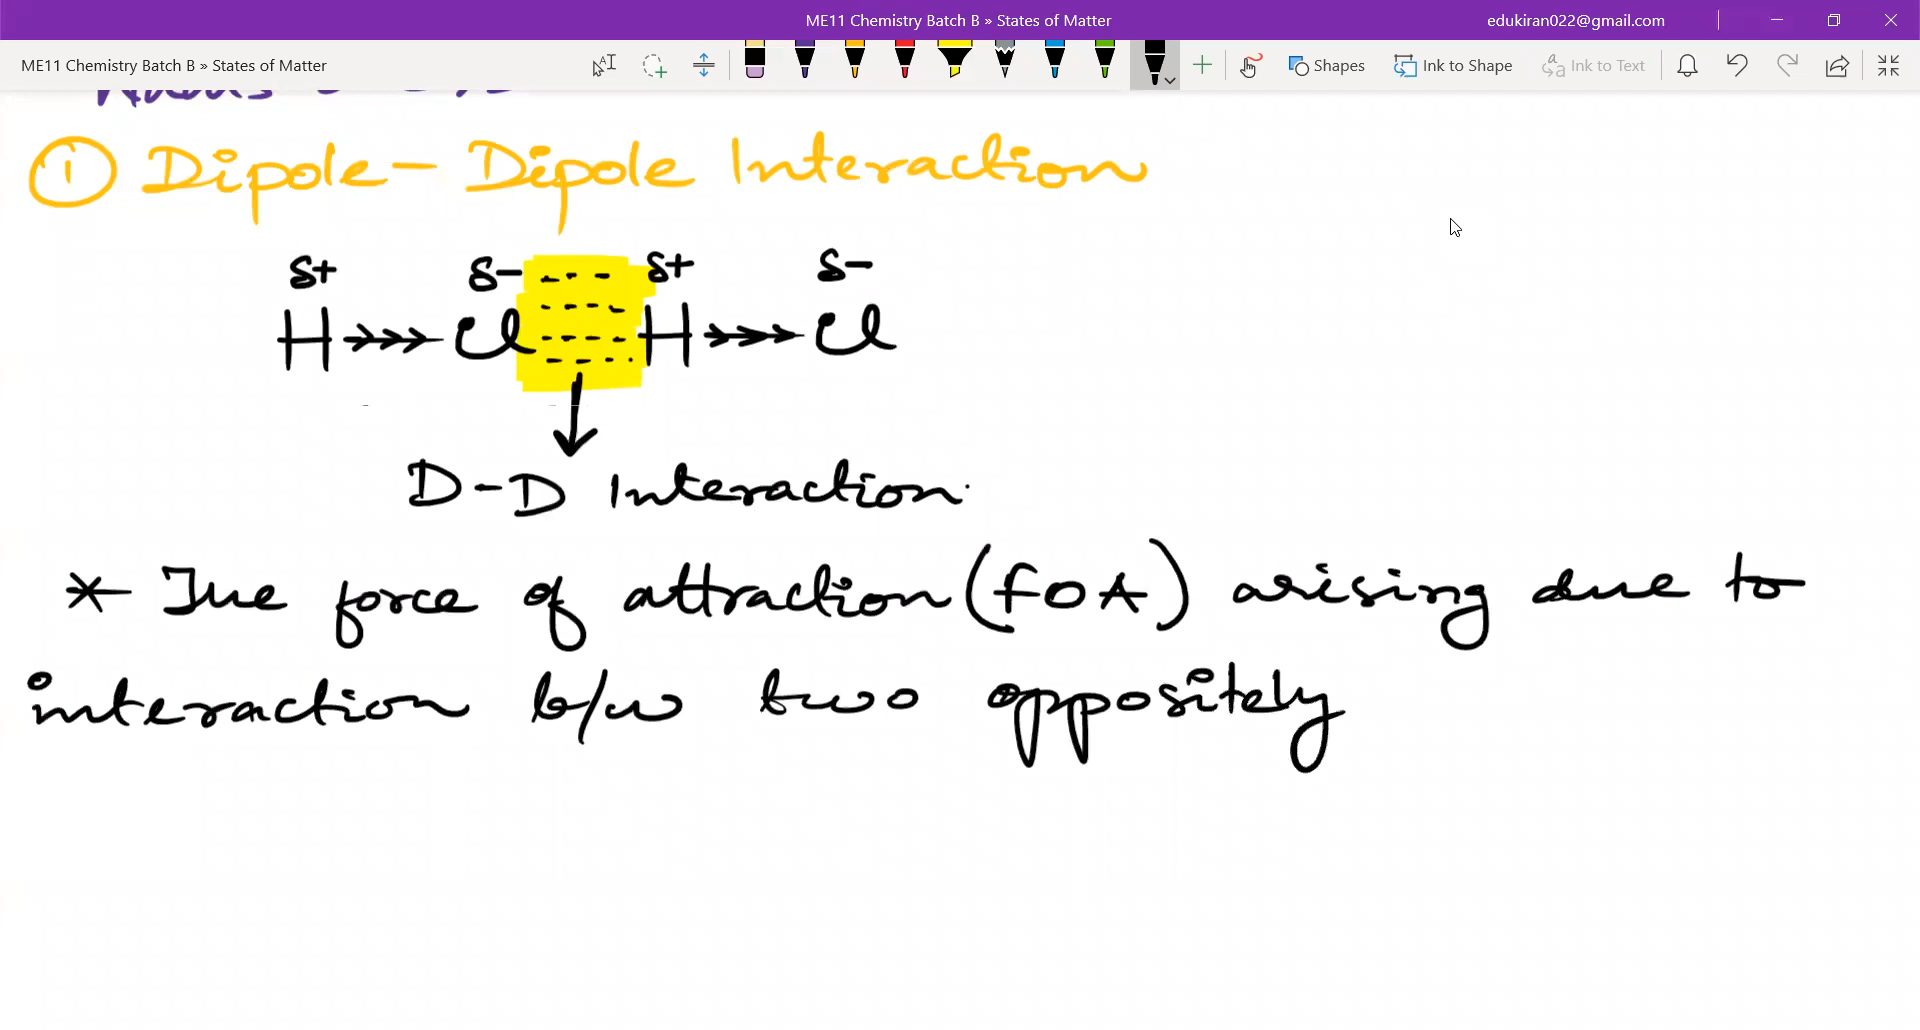 ME11 Chemistry Batch B » States of Matter
edukiran022@gmail.com
ME11 Chemistry Batch B » States of Matter
Shapes
Ink to Shape
Ink to Text
① Dipole - Dipole Interaction
δ+ δ- --- δ+ δ-
H Cl ---- H Cl
D-D Interaction.
* The force of attraction (FOA) arising due to
interaction b/w two oppositely